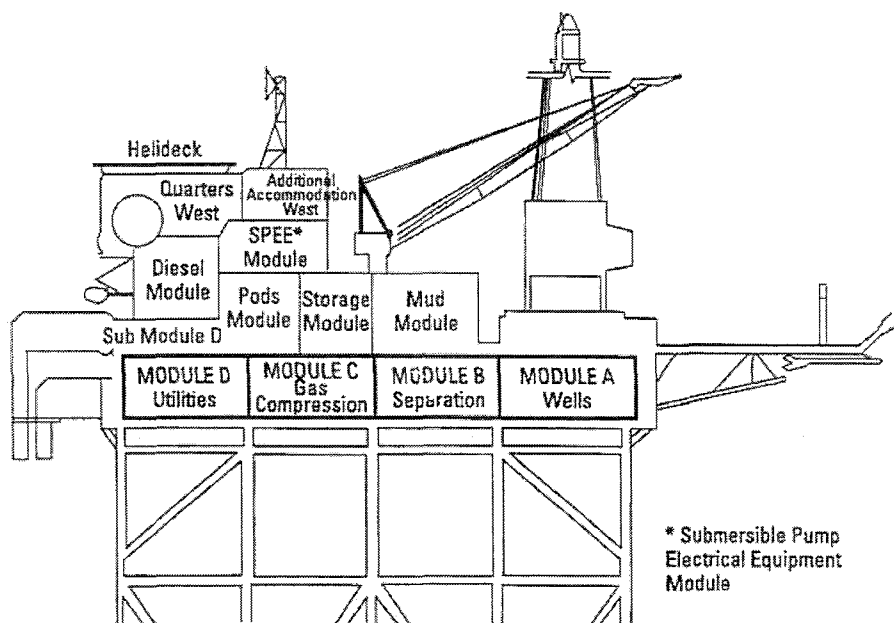 Helideck
Quarters
West
Additional
Accommodation
West
SPEE*
Module
Diesel
Module
Pods
Module
Storage
Module
Mud
Module
Sub Module D
MODULE D
Utilities
MODULE C
Gas
Compression
MODULE B
Separation
MODULE A
Wells
* Submersible Pump
Electrical Equipment
Module